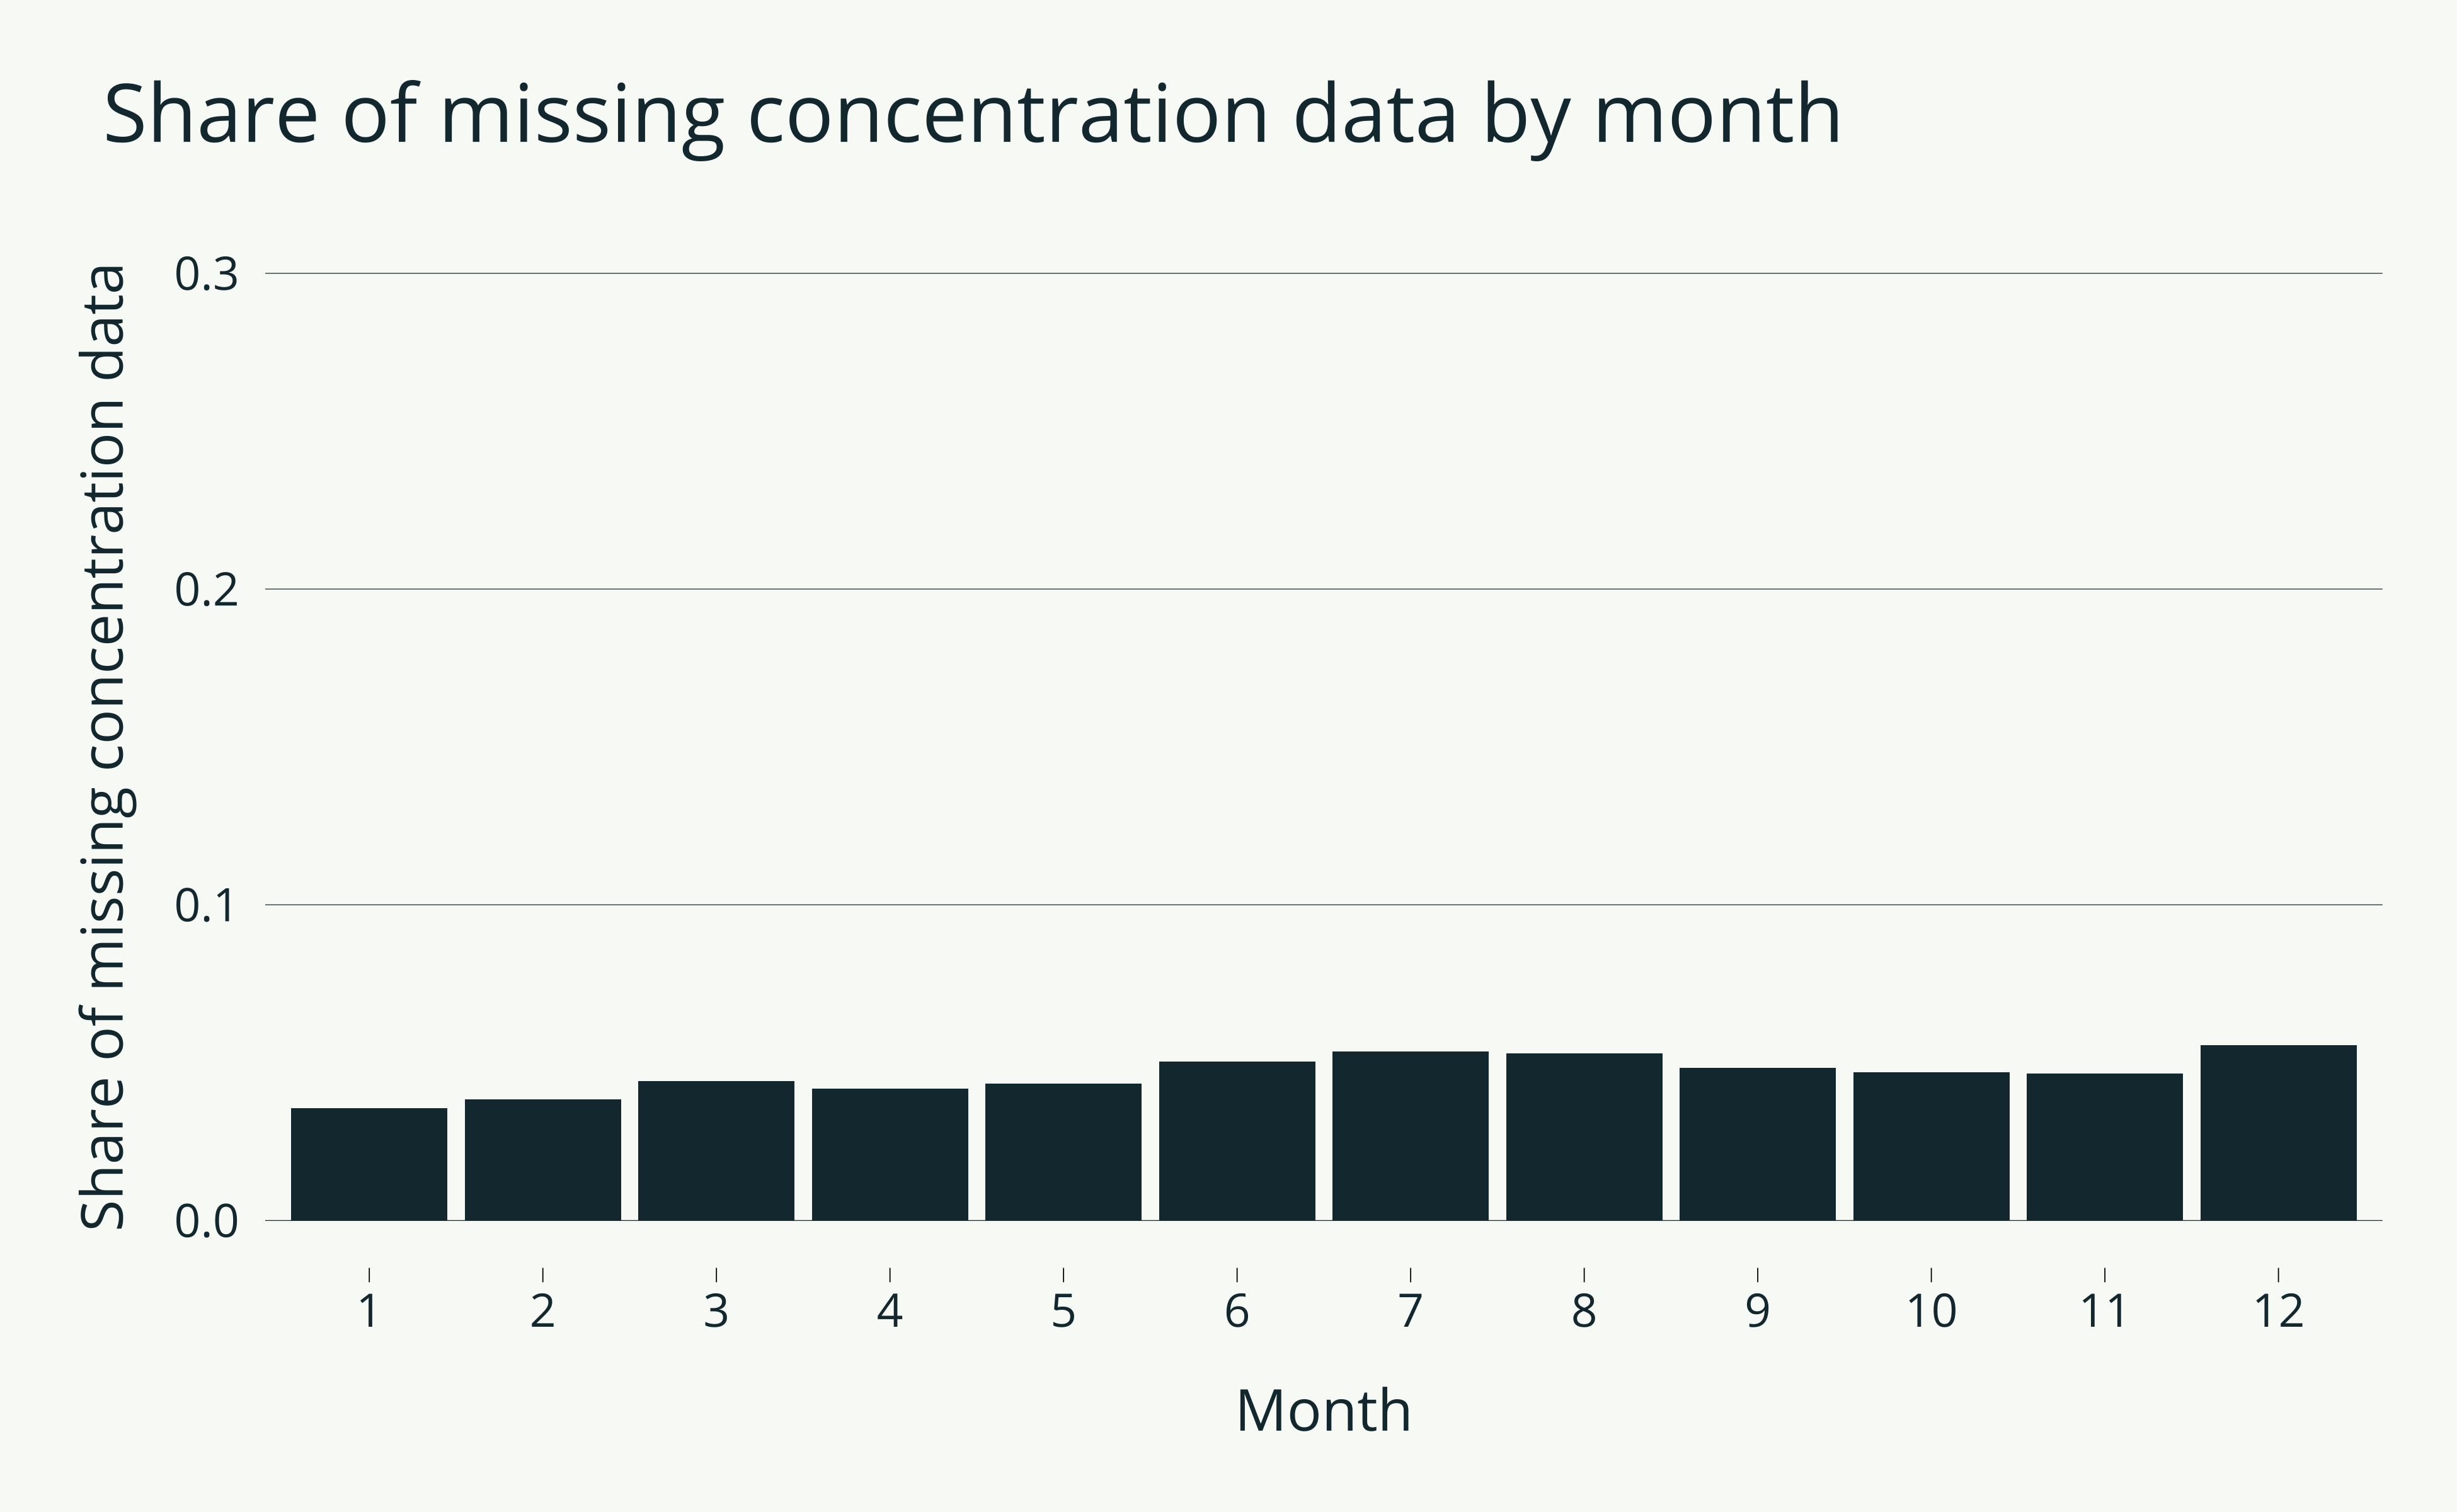 Share of missing concentration data by month
Share of missing concentration data
0.3
0.2
0.1
0.0
1 2 3 4 5 6 7 8 9 10 11 12
Month